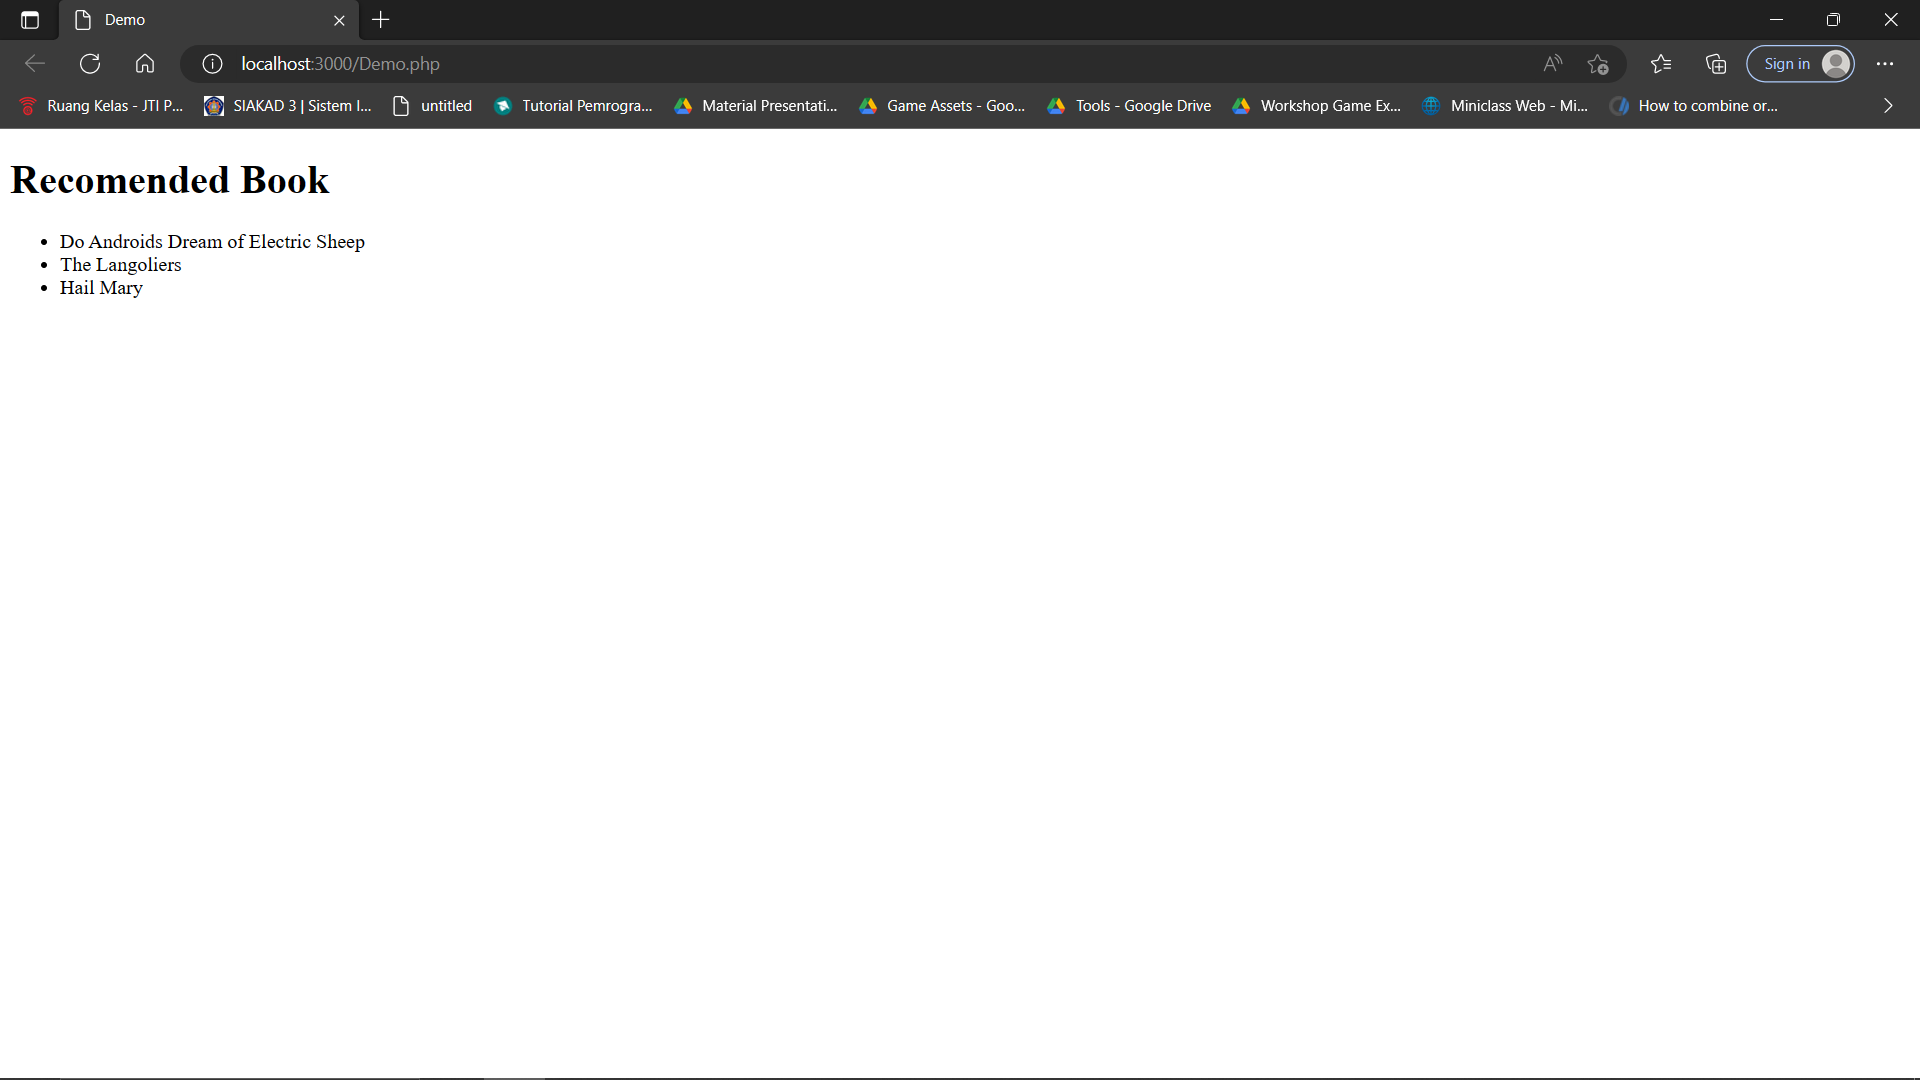 Demo
localhost:3000/Demo.php
Sign in
Ruang Kelas - JTI P...
SIAKAD 3 | Sistem I...
untitled
Tutorial Pemrogra...
Material Presentati...
Game Assets - Goo...
Tools - Google Drive
Workshop Game Ex...
Miniclass Web - Mi...
How to combine or...
Recomended Book
• Do Androids Dream of Electric Sheep
• The Langoliers
• Hail Mary